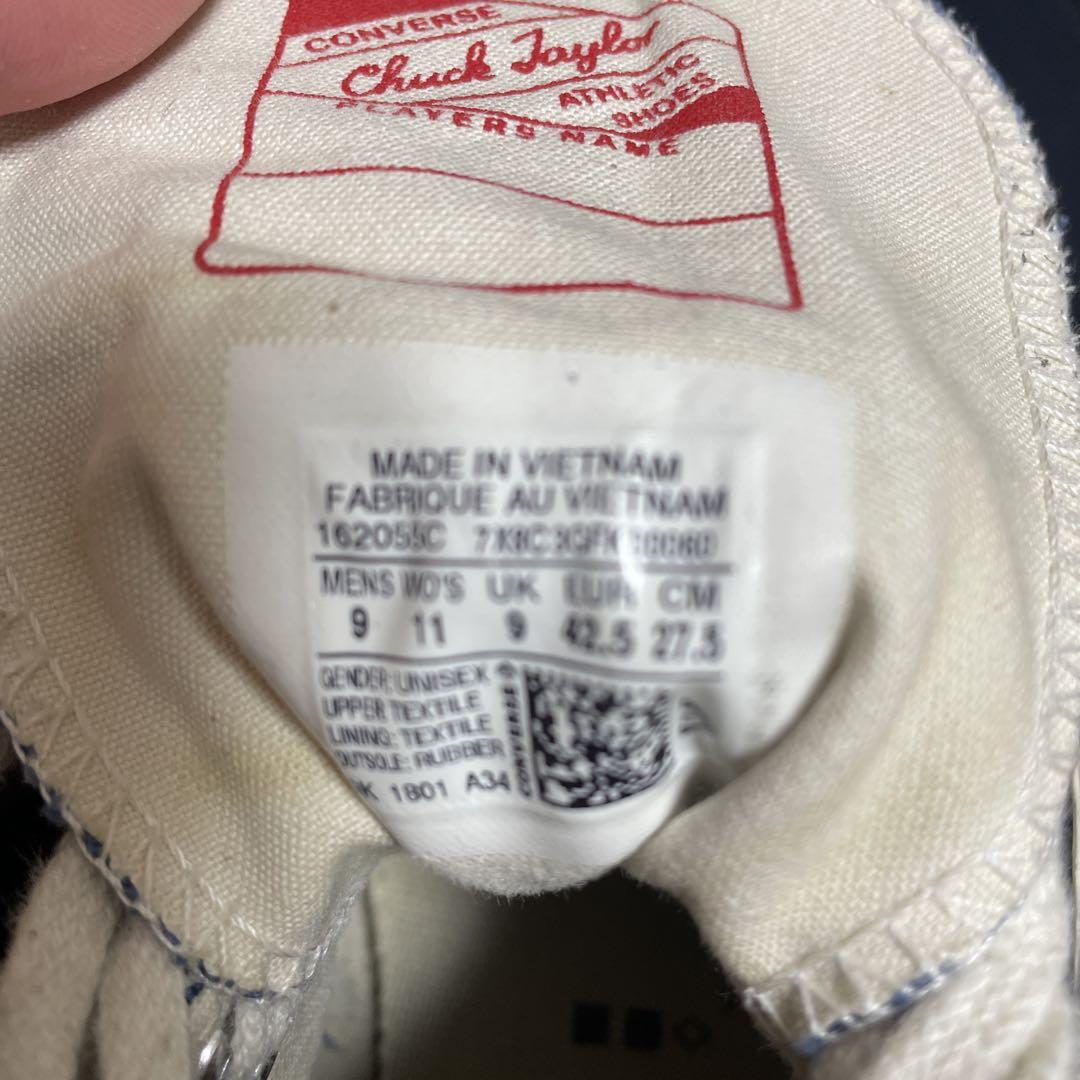 CONVERSE
Chuck Taylor
ATHLETIC
SHOES
PLAYERS NAME
MADE IN VIETNAM
FABRIQUE AU VIETNAM
162055C
MENS WO'S UK EUR CM
9 11 9 42.5 27.5
GENDER: UNISEX
UPPER: TEXTILE
LINING: TEXTILE
OUTSOLE: RUBBER
1801 A34
CONVERSE